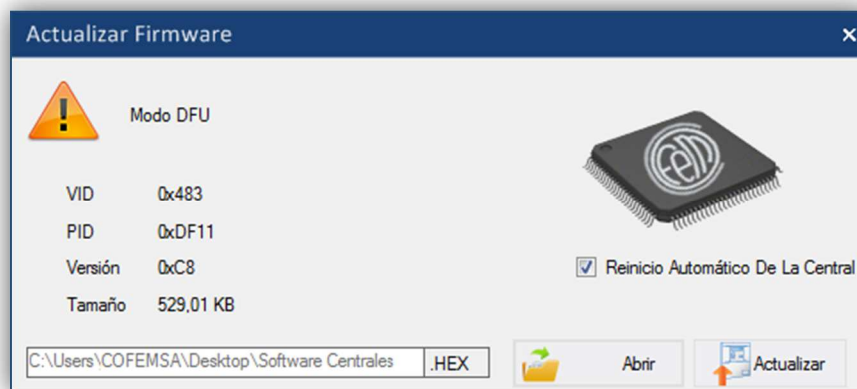 Actualizar Firmware
Modo DFU
VID 0x483
PID 0xDF11
Versión 0xC8
Tamaño 529,01 KB
Reinicio Automático De La Central
C:\Users\COFEMSA\Desktop\Software Centrales .HEX Abrir Actualizar